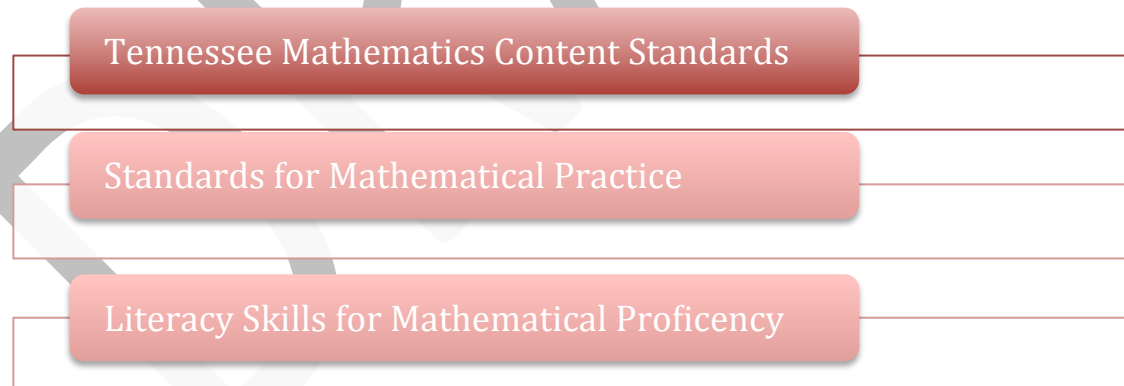 Tennessee Mathematics Content Standards
Standards for Mathematical Practice
Literacy Skills for Mathematical Proficency